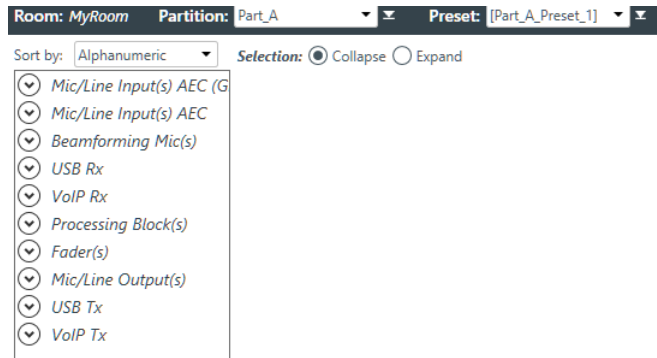 Room: MyRoom Partition: Part_A Preset: [Part_A_Preset_1]
Sort by: Alphanumeric Selection: Collapse Expand
Mic/Line Input(s) AEC (G
Mic/Line Input(s) AEC
Beamforming Mic(s)
USB Rx
VoIP Rx
Processing Block(s)
Fader(s)
Mic/Line Output(s)
USB Tx
VoIP Tx